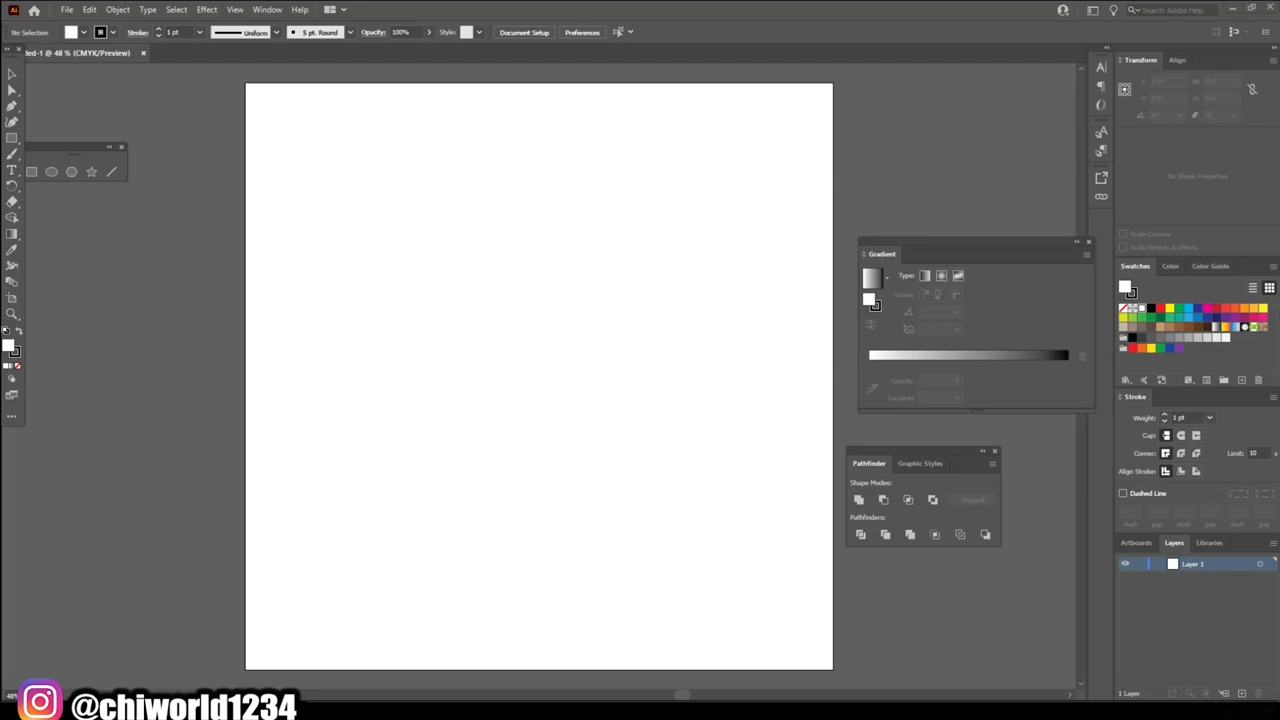 File Edit Object Type Select Effect View Window Help
Search Adobe Help
No Selection Stroke: 1 pt Uniform 5 pt. Round Opacity: 100% Style: Document Setup Preferences
ded-1 @ 48 % (CMYK/Preview)
Transform Align
No Shape Properties
Scale Corners
Scale Strokes & Effects
Gradient
Type:
Stroke:
Opacity:
Location:
Swatches Color Color Guide
Stroke
Weight: 1 pt
Cap:
Corner: Limit: 10 x
Align Stroke:
Dashed Line
dash gap dash gap dash gap
Pathfinder Graphic Styles
Shape Modes:
Expand
Pathfinders:
Artboards Layers Libraries
Layer 1
1 Layer
48%
@chiworld1234